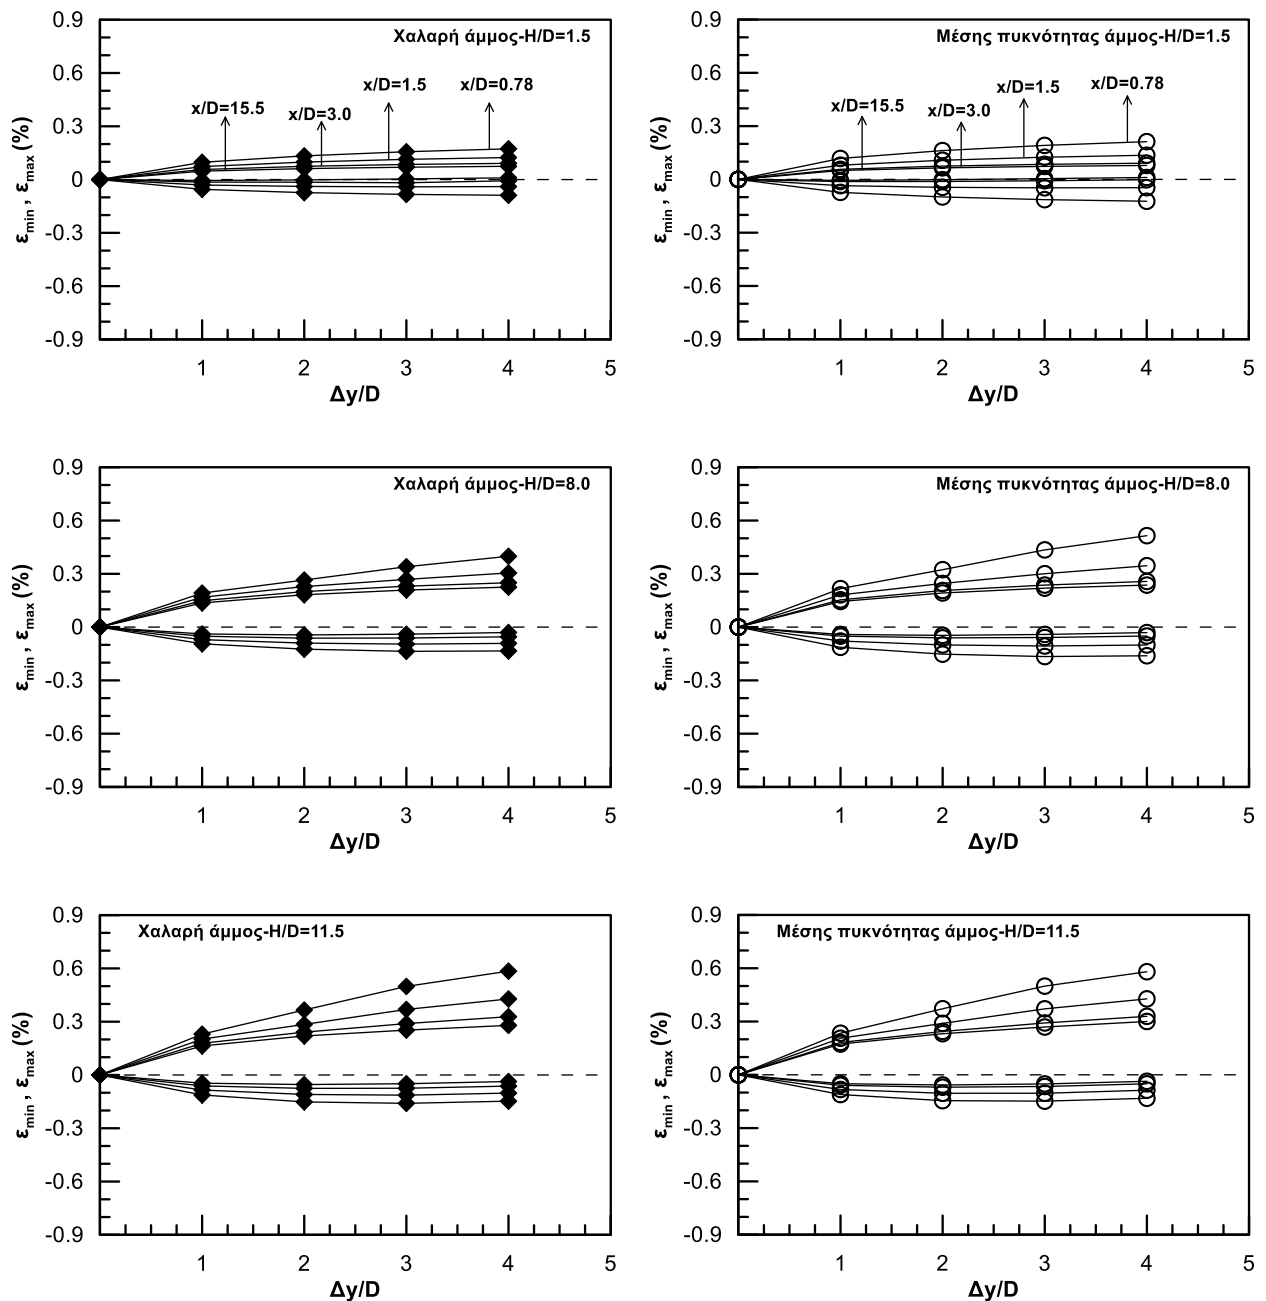 0.9
0.6
0.3
0
-0.3
-0.6
-0.9
εmin , εmax (%)
Χαλαρή άμμος-H/D=1.5
x/D=15.5
x/D=3.0
x/D=1.5
x/D=0.78
1 2 3 4 5
Δy/D
0.9
0.6
0.3
0
-0.3
-0.6
-0.9
εmin , εmax (%)
Μέσης πυκνότητας άμμος-H/D=1.5
x/D=15.5
x/D=3.0
x/D=1.5
x/D=0.78
1 2 3 4 5
Δy/D
0.9
0.6
0.3
0
-0.3
-0.6
-0.9
εmin , εmax (%)
Χαλαρή άμμος-H/D=8.0
1 2 3 4 5
Δy/D
0.9
0.6
0.3
0
-0.3
-0.6
-0.9
εmin , εmax (%)
Μέσης πυκνότητας άμμος-H/D=8.0
1 2 3 4 5
Δy/D
0.9
0.6
0.3
0
-0.3
-0.6
-0.9
εmin , εmax (%)
Χαλαρή άμμος-H/D=11.5
1 2 3 4 5
Δy/D
0.9
0.6
0.3
0
-0.3
-0.6
-0.9
εmin , εmax (%)
Μέσης πυκνότητας άμμος-H/D=11.5
1 2 3 4 5
Δy/D